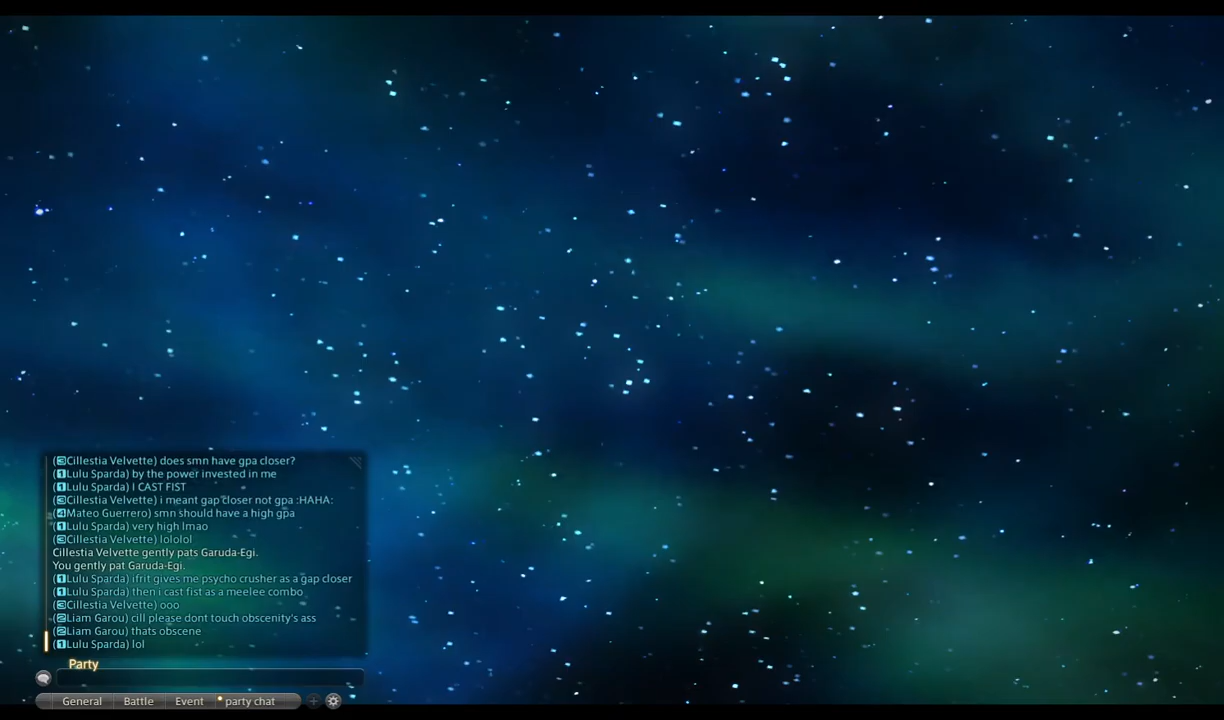 (3Cillestia Velvette) does smn have gpa closer?
(1Lulu Sparda) by the power invested in me
(1Lulu Sparda) I CAST FIST
(3Cillestia Velvette) i meant gap closer not gpa :HAHA:
(4Mateo Guerrero) smn should have a high gpa
(1Lulu Sparda) very high lmao
(3Cillestia Velvette) lololol
Cillestia Velvette gently pats Garuda-Egi.
You gently pat Garuda-Egi.
(1Lulu Sparda) ifrit gives me psycho crusher as a gap closer
(1Lulu Sparda) then i cast fist as a meelee combo
(3Cillestia Velvette) ooo
(2Liam Garou) cill please dont touch obscenity's ass
(2Liam Garou) thats obscene
(1Lulu Sparda) lol
Party
General Battle Event party chat